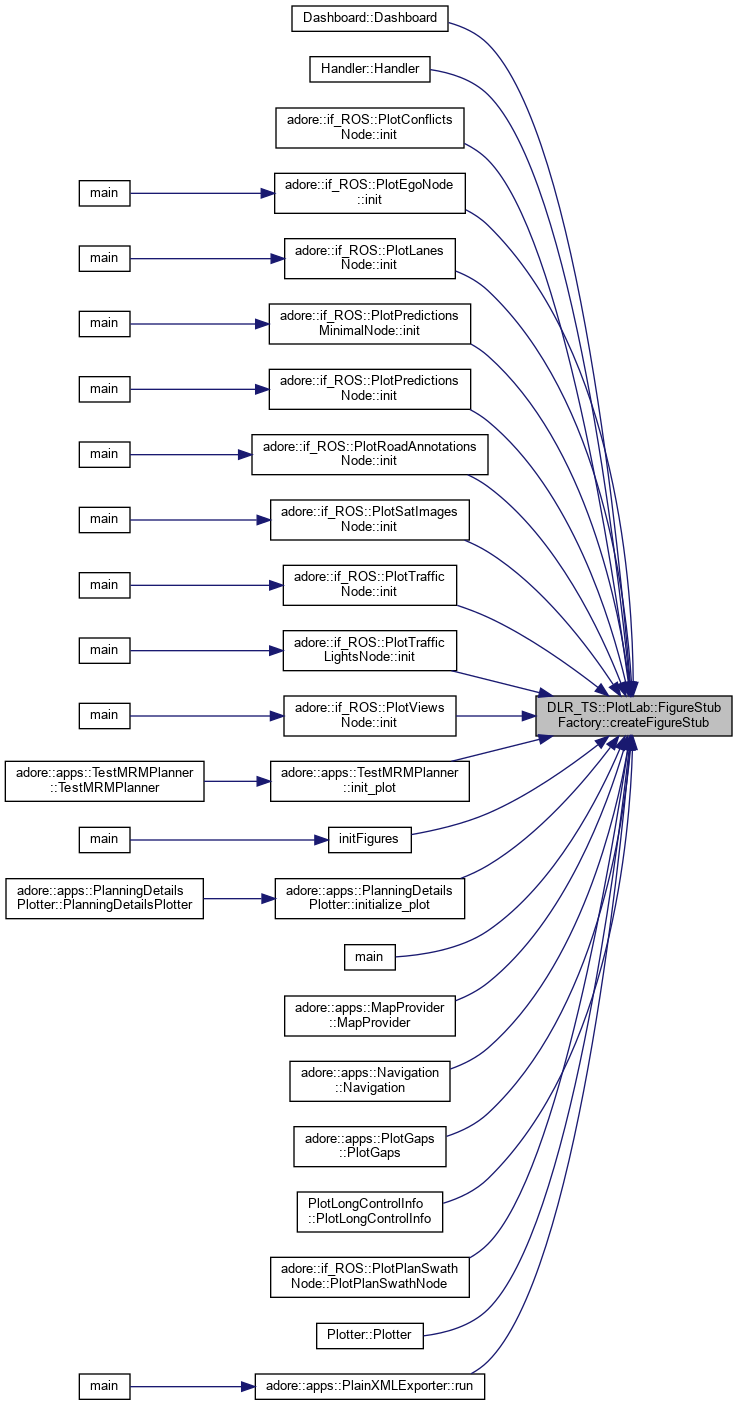 Dashboard::Dashboard
Handler::Handler
adore::if_ROS::PlotConflicts
Node::init
main
adore::if_ROS::PlotEgoNode
::init
main
adore::if_ROS::PlotLanes
Node::init
main
adore::if_ROS::PlotPredictions
MinimalNode::init
main
adore::if_ROS::PlotPredictions
Node::init
main
adore::if_ROS::PlotRoadAnnotations
Node::init
main
adore::if_ROS::PlotSatImages
Node::init
main
adore::if_ROS::PlotTraffic
Node::init
main
adore::if_ROS::PlotTraffic
LightsNode::init
main
adore::if_ROS::PlotViews
Node::init
DLR_TS::PlotLab::FigureStub
Factory::createFigureStub
adore::apps::TestMRMPlanner
::TestMRMPlanner
adore::apps::TestMRMPlanner
::init_plot
main
initFigures
adore::apps::PlanningDetails
Plotter::PlanningDetailsPlotter
adore::apps::PlanningDetails
Plotter::initialize_plot
main
adore::apps::MapProvider
::MapProvider
adore::apps::Navigation
::Navigation
adore::apps::PlotGaps
::PlotGaps
PlotLongControlInfo
::PlotLongControlInfo
adore::if_ROS::PlotPlanSwath
Node::PlotPlanSwathNode
Plotter::Plotter
main
adore::apps::PlainXMLExporter::run